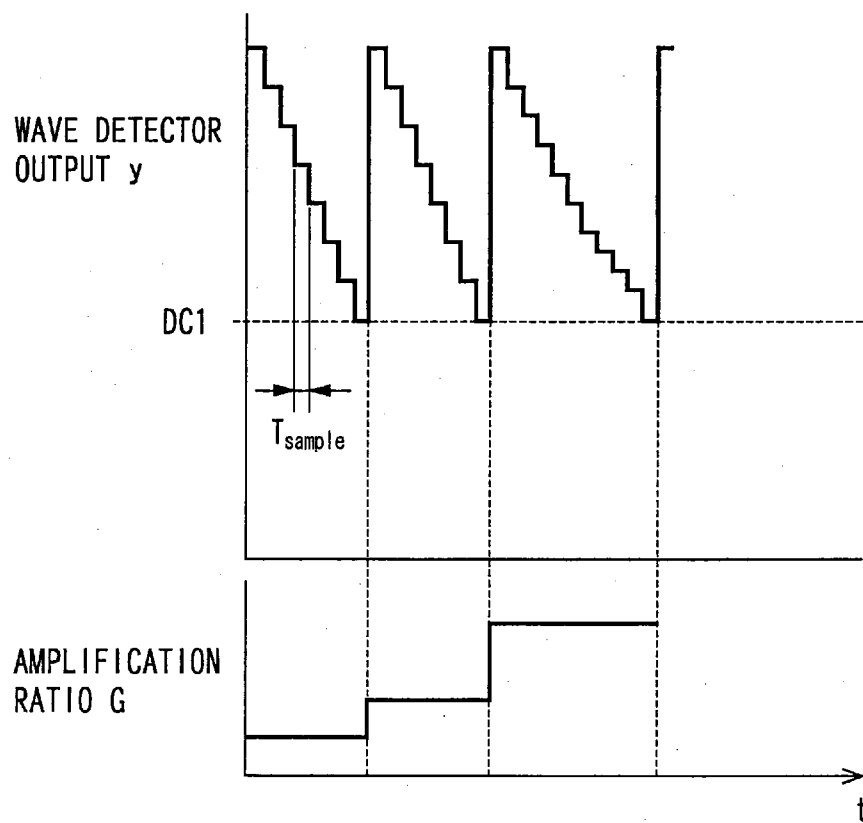 WAVE DETECTOR
OUTPUT y
DC1
Tsample
AMPLIFICATION
RATIO G
t